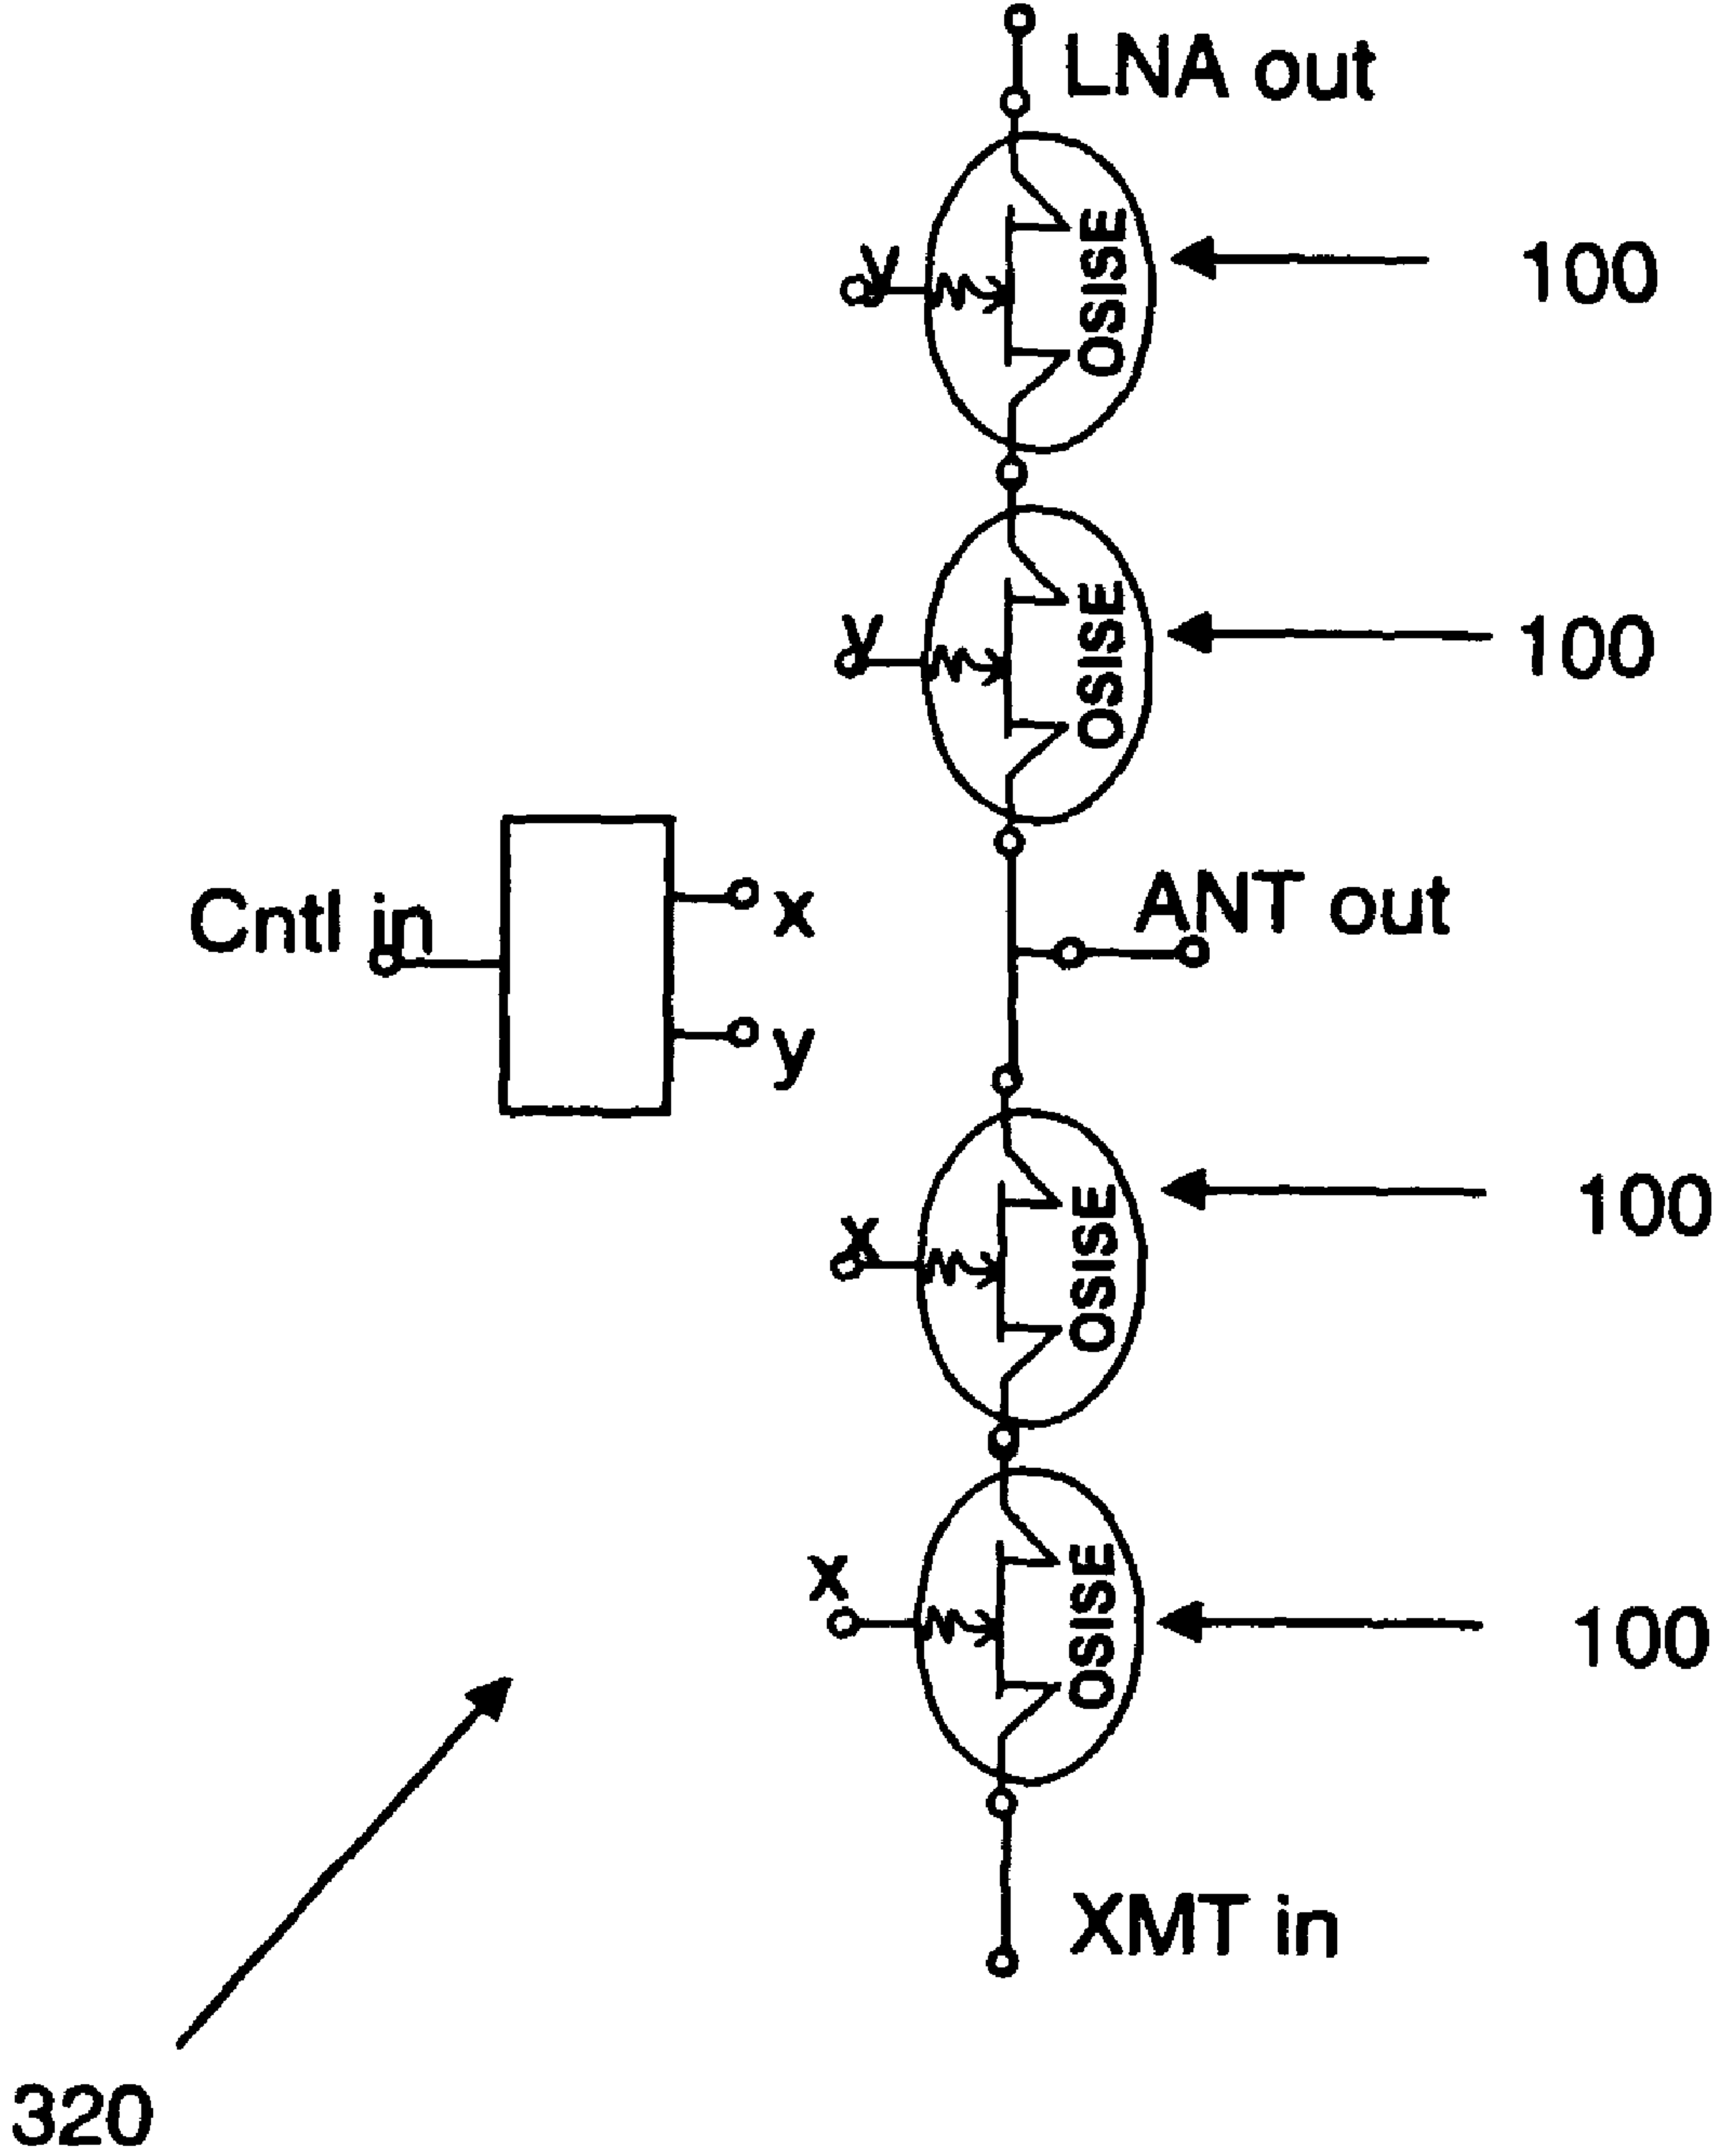 LNA out
y
OSISE
100
y
OSISE
100
Cntl in
x
ANT out
y
x
OSISE
100
x
OSISE
100
XMT in
320